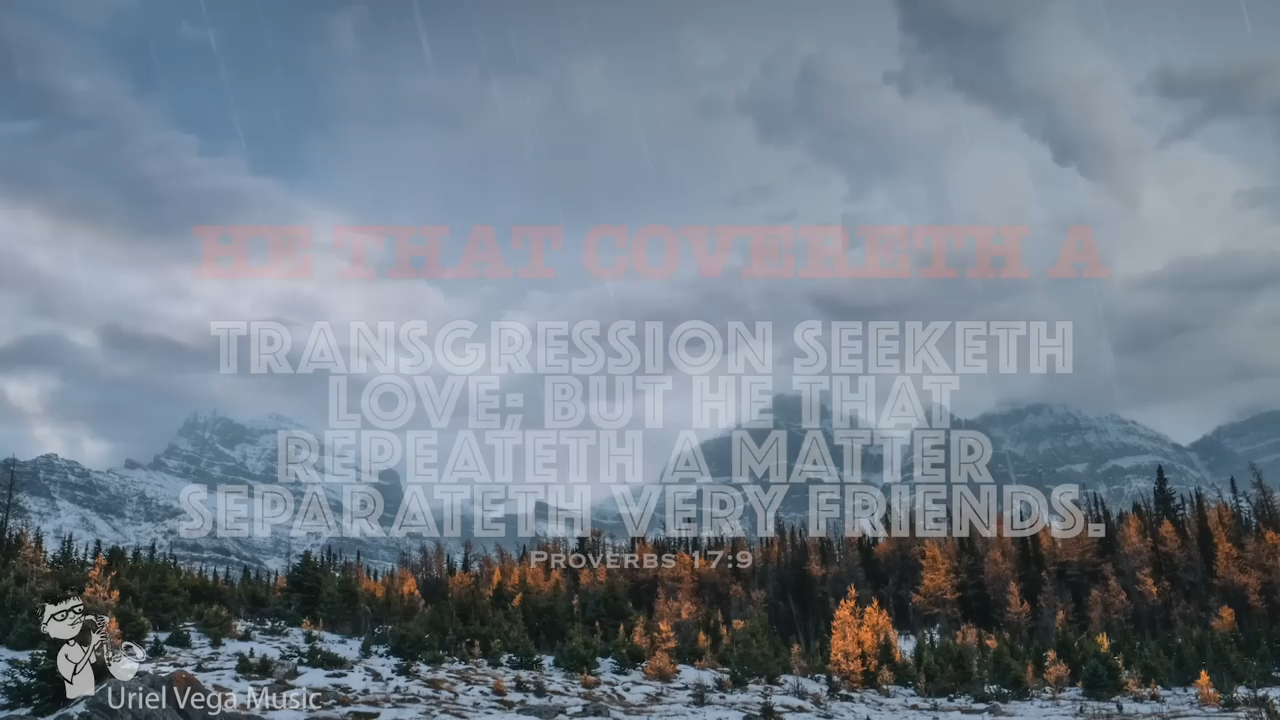 HE THAT COVERETH A
TRANSGRESSION SEEKETH
LOVE; BUT HE THAT
REPEATETH A MATTER
SEPARATETH VERY FRIENDS.
PROVERBS 17:9
Uriel Vega Music